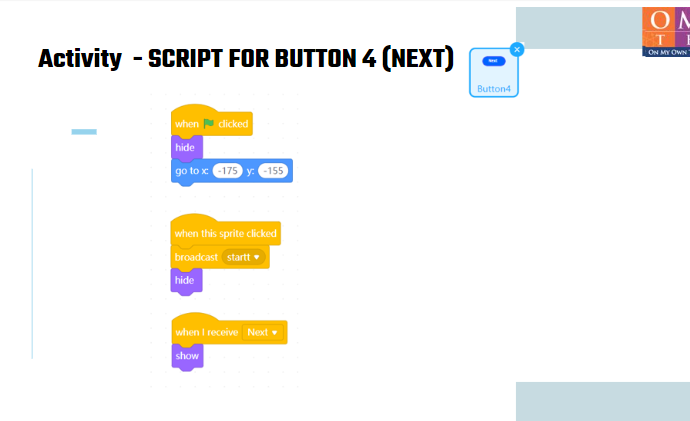 Activity - SCRIPT FOR BUTTON 4 (NEXT)
Next
Button4
O M
T E
ON MY OWN T
when clicked
hide
go to x: -175 y: -155
when this sprite clicked
broadcast startt
hide
when I receive Next
show